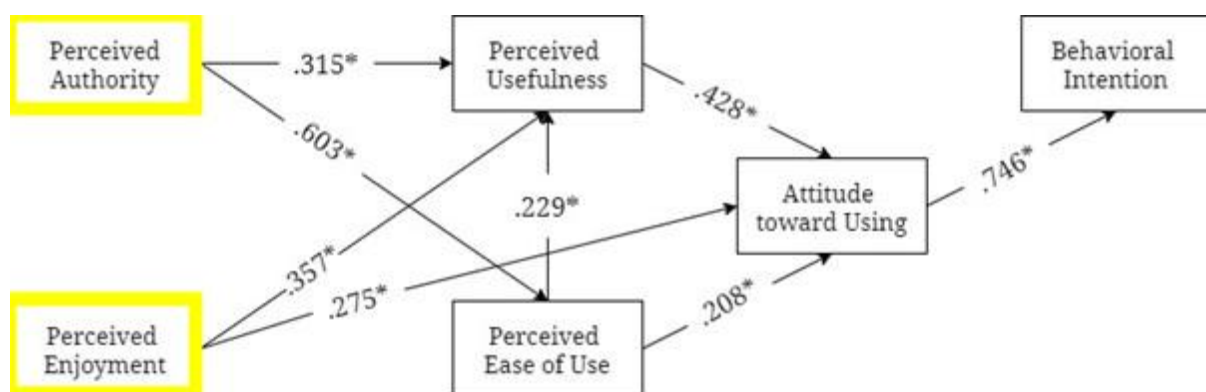 Perceived
Authority
.315*
Perceived
Usefulness
Behavioral
Intention
.428*
.603*
.746*
Attitude
toward Using
.229*
.357*
.275*
.208*
Perceived
Enjoyment
Perceived
Ease of Use